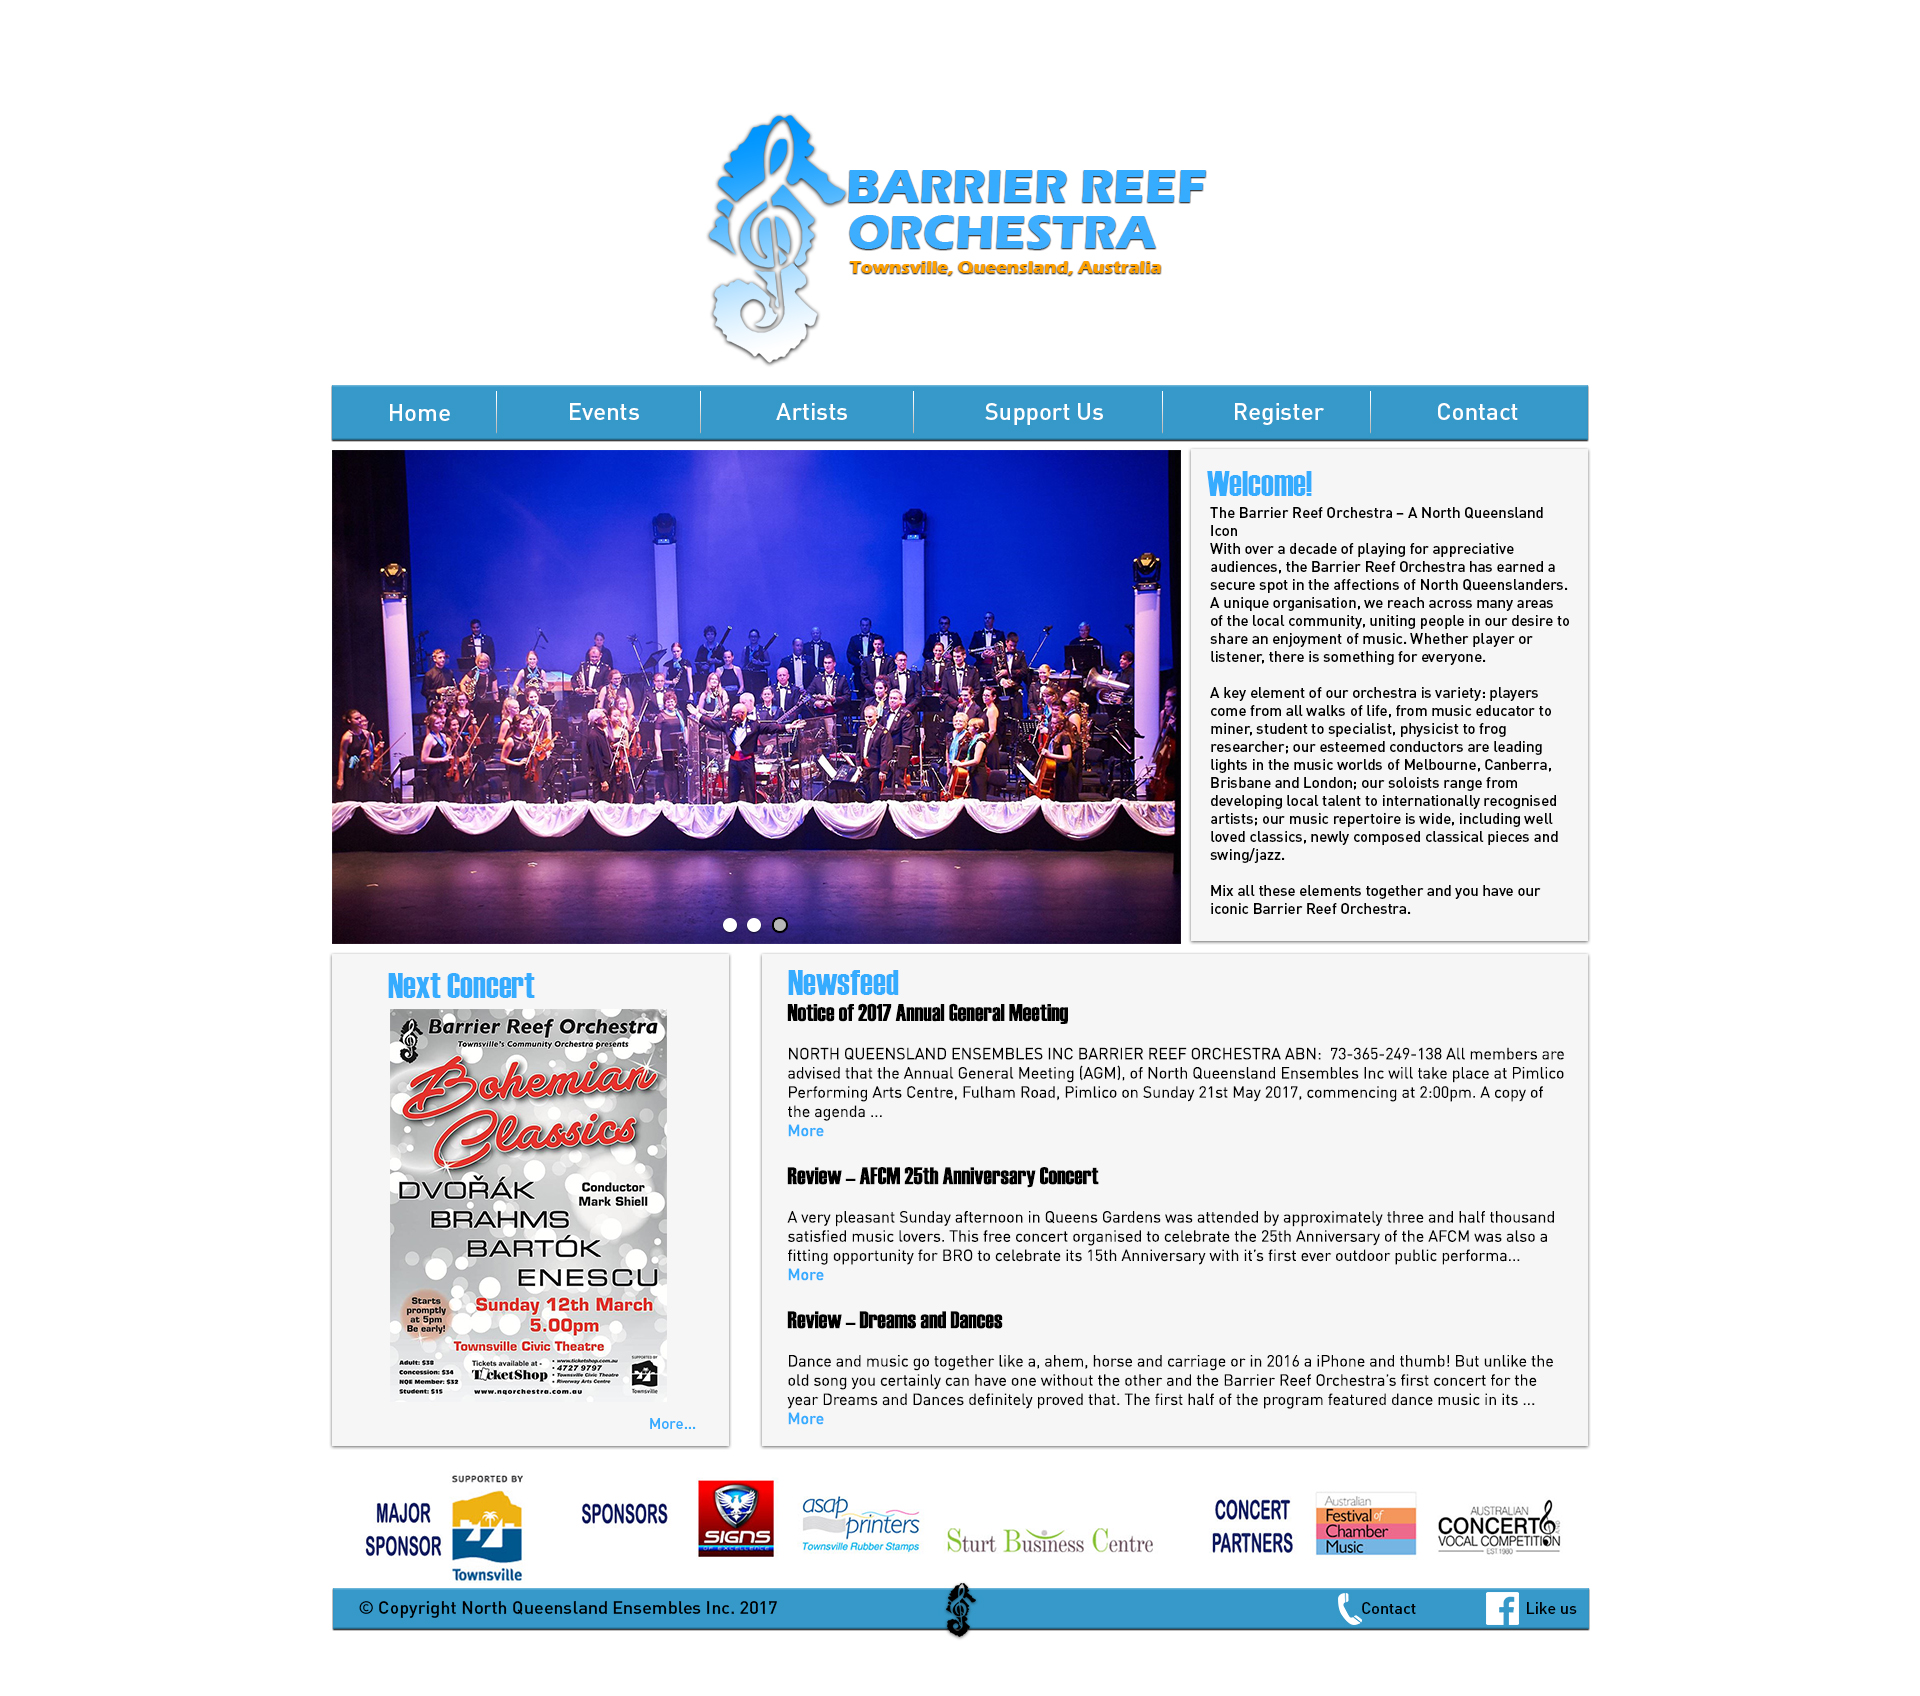 BARRIER REEF
ORCHESTRA
Townsville, Queensland, Australia
Home
Events
Artists
Support Us
Register
Contact
Welcome!
The Barrier Reef Orchestra – A North Queensland
Icon
With over a decade of playing for appreciative
audiences, the Barrier Reef Orchestra has earned a
secure spot in the affections of North Queenslanders.
A unique organisation, we reach across many areas
of the local community, uniting people in our desire to
share an enjoyment of music. Whether player or
listener, there is something for everyone.
A key element of our orchestra is variety: players
come from all walks of life, from music educator to
miner, student to specialist, physicist to frog
researcher; our esteemed conductors are leading
lights in the music worlds of Melbourne, Canberra,
Brisbane and London; our soloists range from
developing local talent to internationally recognised
artists; our music repertoire is wide, including well
loved classics, newly composed classical pieces and
swing/jazz.
Mix all these elements together and you have our
iconic Barrier Reef Orchestra.
Next Concert
Barrier Reef Orchestra
Townsville's Community Orchestra presents
Bohemian
Classics
DVOŘÁK
Conductor
Mark Shiell
BRAHMS
BARTÓK
ENESCU
Starts
promptly
at 5pm
Be early!
Sunday 12th March
5.00pm
Townsville Civic Theatre
Adult: $38
Concession: $34
NQE Member: $32
Student: $15
Tickets available at -
TicketShop
• www.ticketshop.com.au
• 4727 9797
• Townsville Civic Theatre
• Riverway Arts Centre
www.nqorchestra.com.au
SUPPORTED BY
Townsville
More...
Newsfeed
Notice of 2017 Annual General Meeting
NORTH QUEENSLAND ENSEMBLES INC BARRIER REEF ORCHESTRA ABN:  73-365-249-138 All members are
advised that the Annual General Meeting (AGM), of North Queensland Ensembles Inc will take place at Pimlico
Performing Arts Centre, Fulham Road, Pimlico on Sunday 21st May 2017, commencing at 2:00pm. A copy of
the agenda ...
More
Review – AFCM 25th Anniversary Concert
A very pleasant Sunday afternoon in Queens Gardens was attended by approximately three and half thousand
satisfied music lovers. This free concert organised to celebrate the 25th Anniversary of the AFCM was also a
fitting opportunity for BRO to celebrate its 15th Anniversary with it's first ever outdoor public performa...
More
Review – Dreams and Dances
Dance and music go together like a, ahem, horse and carriage or in 2016 a iPhone and thumb! But unlike the
old song you certainly can have one without the other and the Barrier Reef Orchestra's first concert for the
year Dreams and Dances definitely proved that. The first half of the program featured dance music in its ...
More
MAJOR
SPONSOR
SUPPORTED BY
Townsville
SPONSORS
SIGNS
OF EXCELLENCE
asap
printers
Townsville Rubber Stamps
Sturt Business Centre
CONCERT
PARTNERS
Australian
Festival of
Chamber
Music
AUSTRALIAN
CONCERTO
AND
VOCAL COMPETITION
EST 1980
© Copyright North Queensland Ensembles Inc. 2017
Contact
Like us